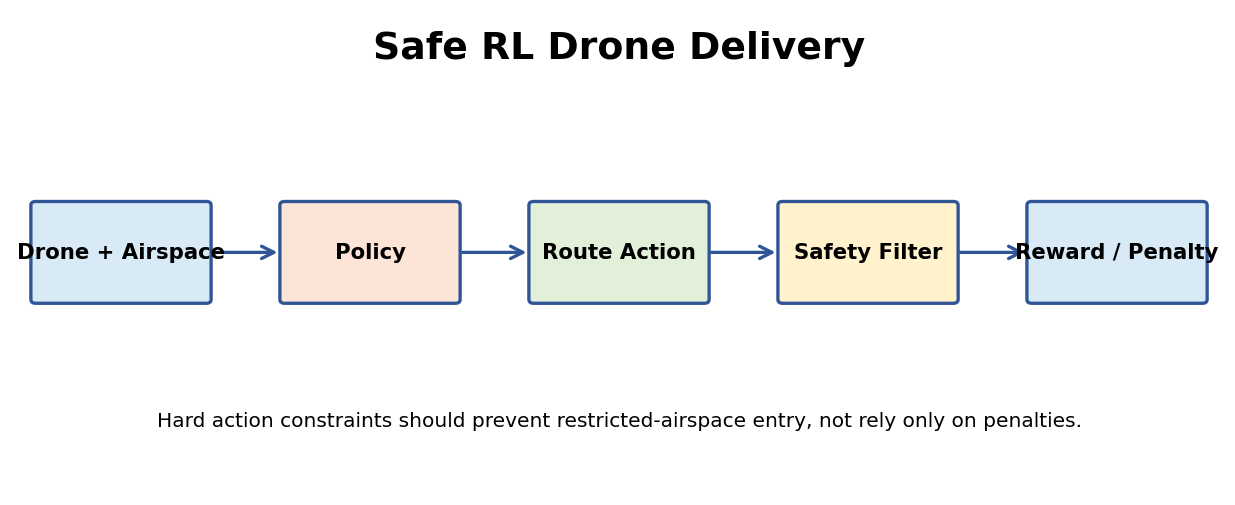 Safe RL Drone Delivery
Drone + Airspace
Policy
Route Action
Safety Filter
Reward / Penalty
Hard action constraints should prevent restricted-airspace entry, not rely only on penalties.